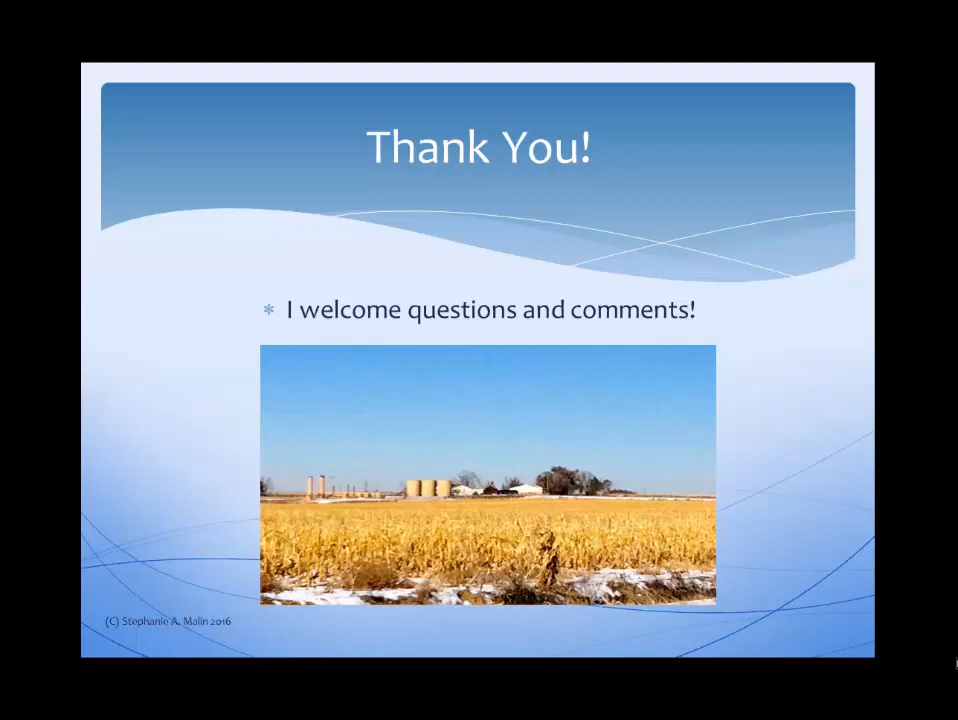 Thank You!
* I welcome questions and comments!
(C) Stephanie A. Malin 2016